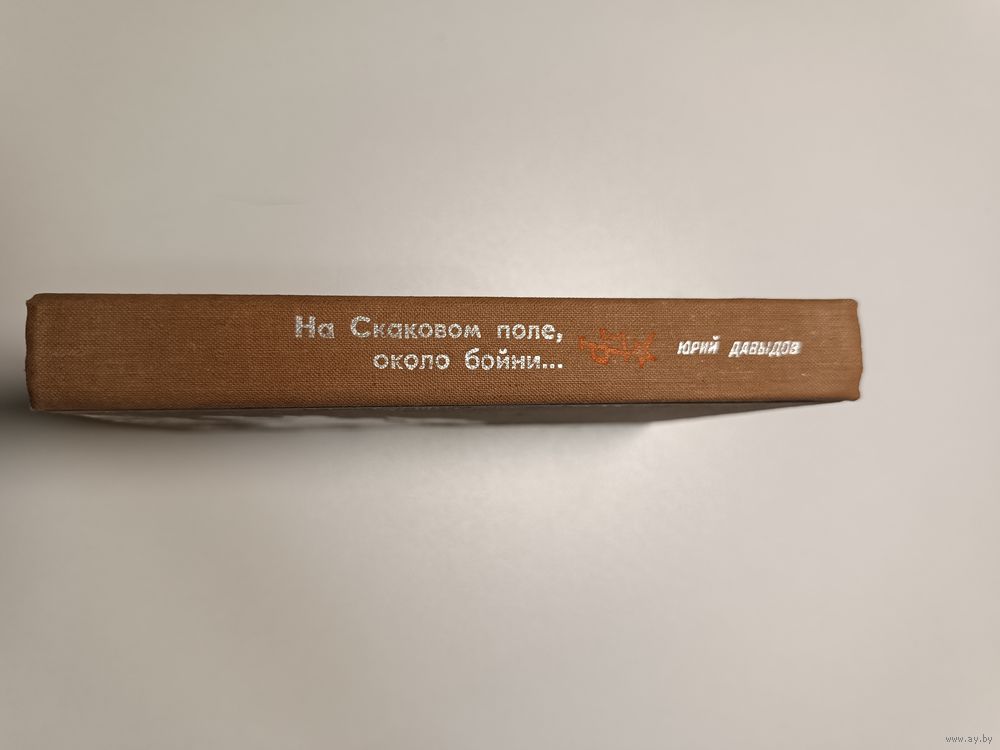 На Скаковом поле,
около бойни...
ЮРИЙ ДАВЫДОВ
www.ay.by